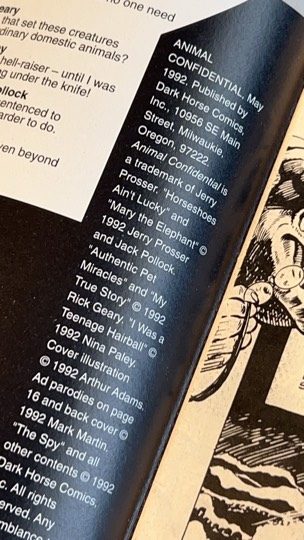 no one need
eary
that set these creatures
dinary domestic animals?
y
hell-raiser – until I was
g under the knife!
ollock
entenced to
arder to do.
ven beyond
ANIMAL
CONFIDENTIAL, May
1992. Published by
Dark Horse Comics,
Inc., 10956 SE Main
Street, Milwaukie,
Oregon, 97222.
Animal Confidential is
a trademark of Jerry
Prosser. "Horseshoes
Ain't Lucky" and
"Mary the Elephant" ©
1992 Jerry Prosser
and Jack Pollock.
"Authentic Pet
Miracles" and "My
True Story" © 1992
Rick Geary. "I Was a
Teenage Hairball" ©
1992 Nina Paley.
Cover illustration
© 1992 Arthur Adams.
Ad parodies on page
16 and back cover ©
1992 Mark Martin.
"The Spy" and all
other contents © 1992
Dark Horse Comics,
c. All rights
erved. Any
mblance